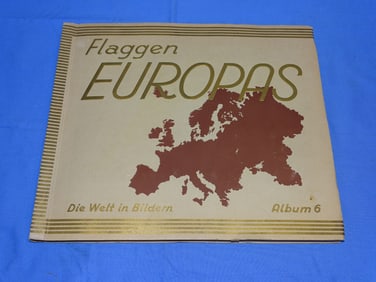 Flaggen
EUROPAS
Die Welt in Bildern
Album 6